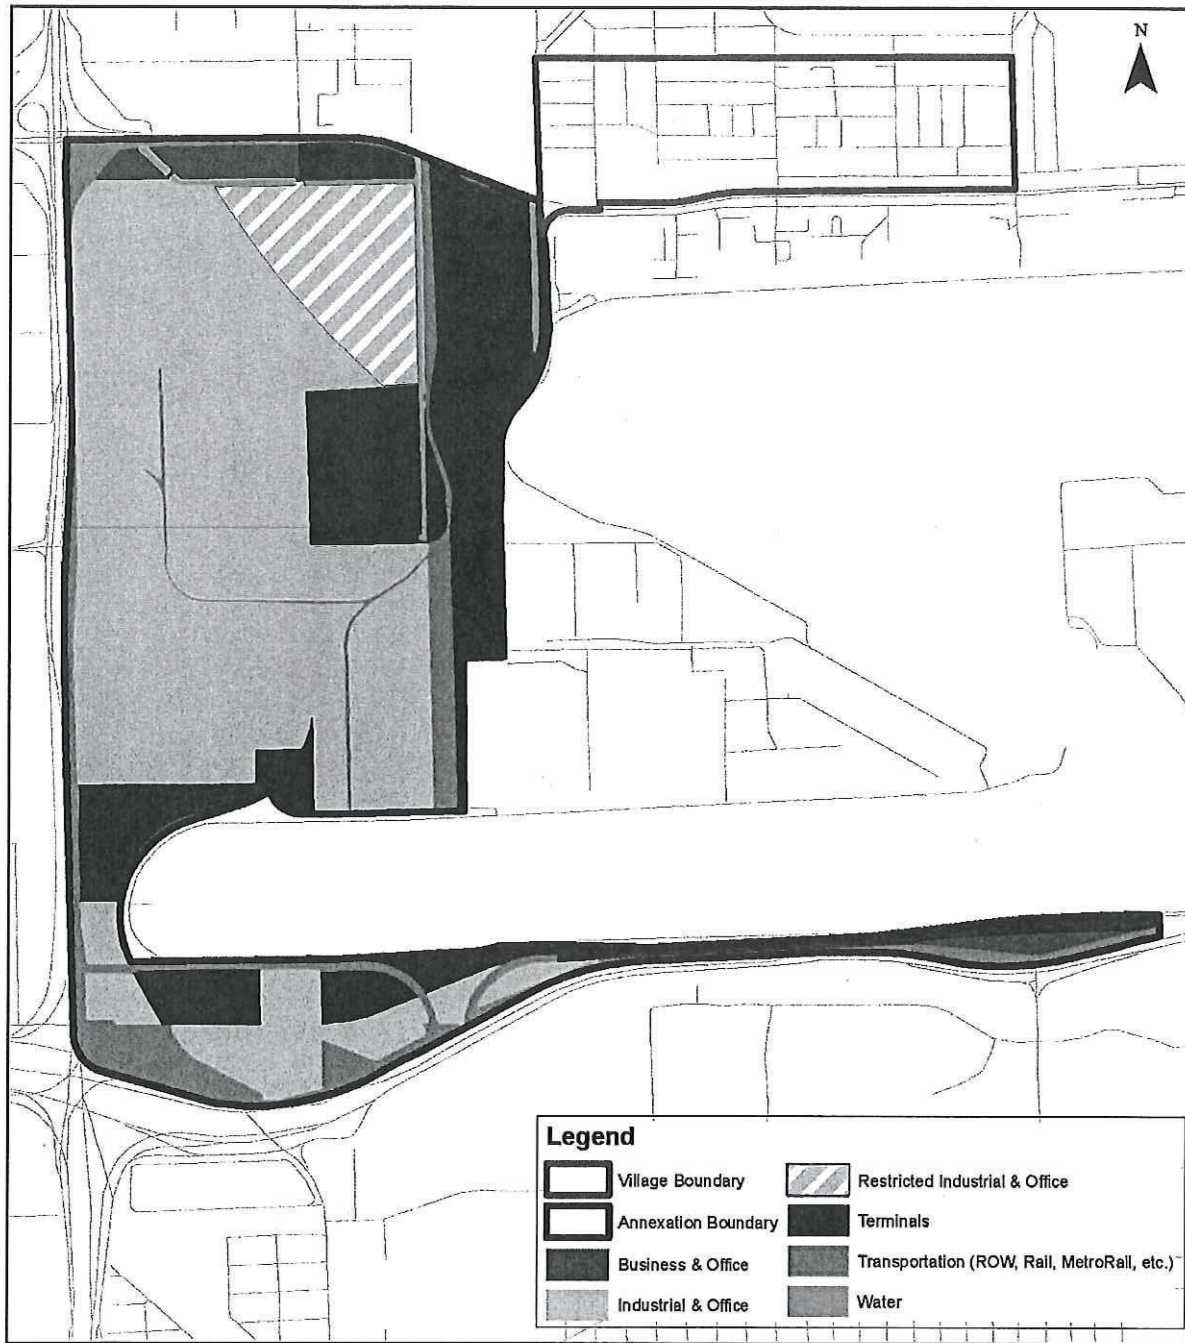 N
Legend
Village Boundary
Annexation Boundary
Business & Office
Industrial & Office
Restricted Industrial & Office
Terminals
Transportation (ROW, Rail, MetroRail, etc.)
Water